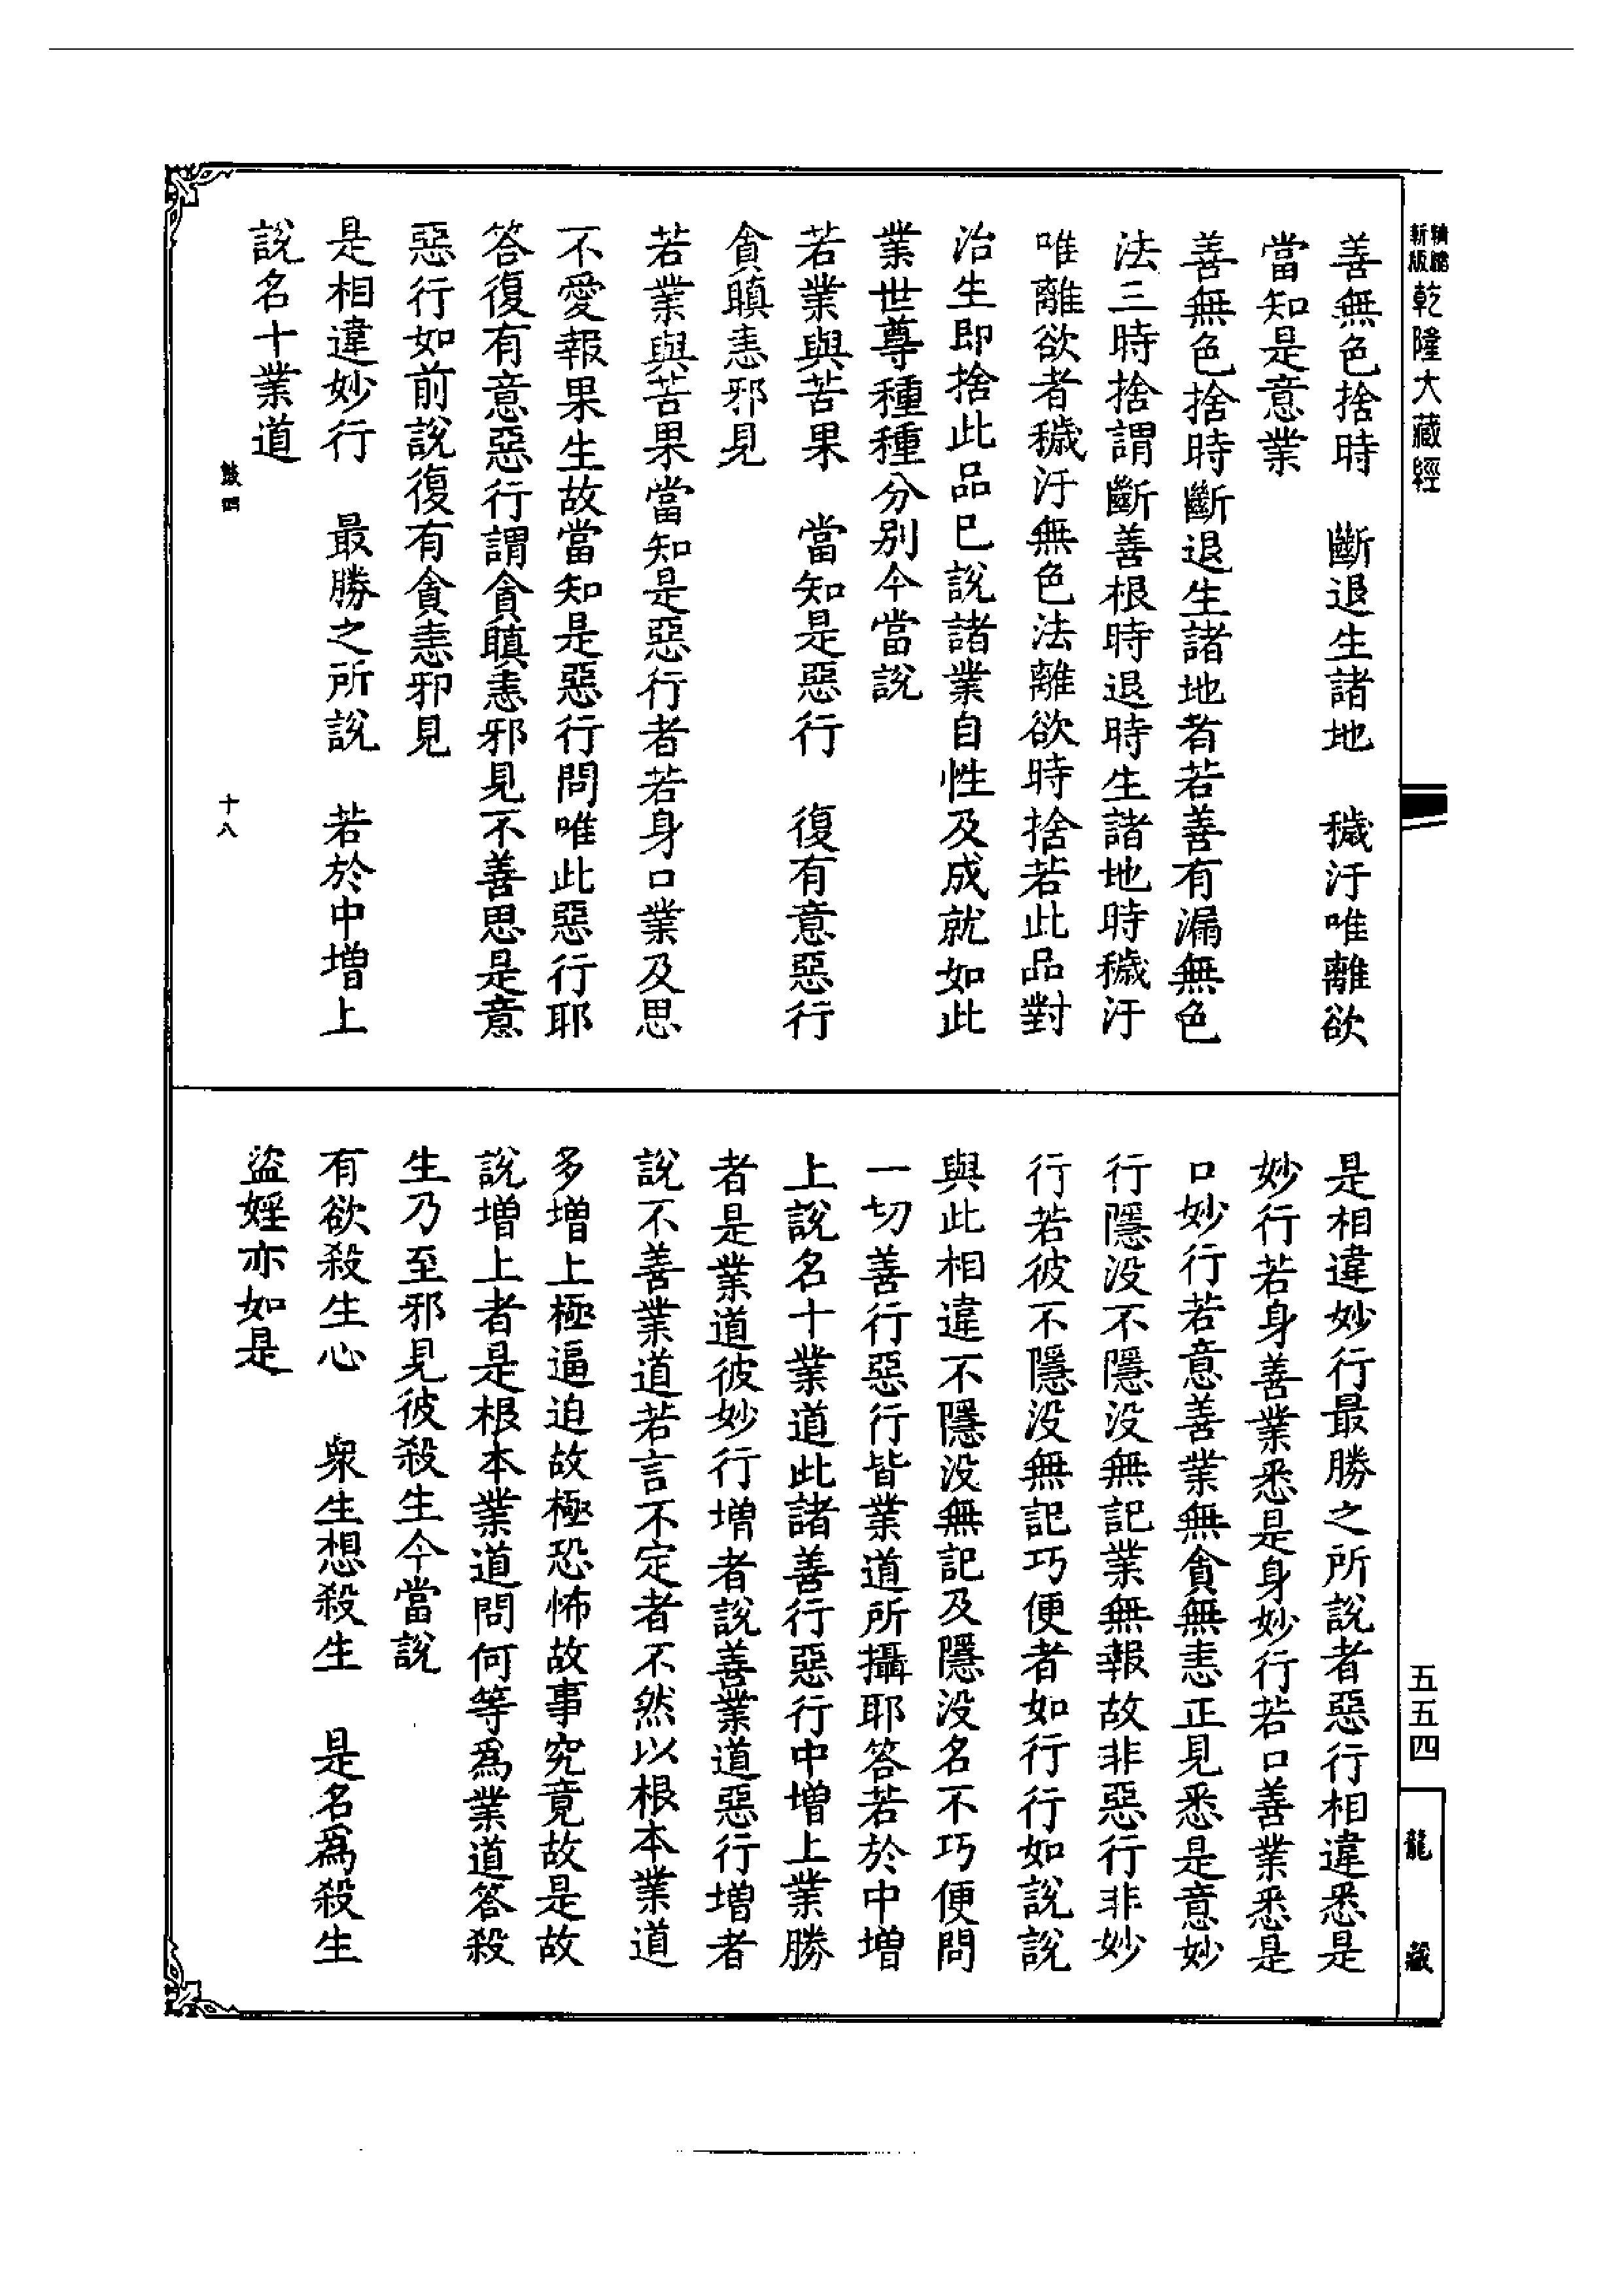 乾隆大藏經
善無色捨時　斷退生諸地　穢汙唯離欲
當知是意業
善無色捨時斷退生諸地者若善有漏無色
法三時捨謂斷善根時退時生諸地時穢汙
唯離欲者穢汙無色法離欲時捨若此品對
治生即捨此品已說諸業自性及成就如此
業世尊種種分別今當說
若業與苦果　當知是惡行　復有意惡行
貪瞋恚邪見
若業與苦果當知是惡行者若身口業及思
不愛報果生故當知是惡行問唯此惡行耶
答復有意惡行謂貪瞋恚邪見不善思是意
惡行如前說復有貪恚邪見
是相違妙行　最勝之所說　若於中增上
說名十業道
十八
是相違妙行最勝之所說者惡行相違悉是
妙行若身善業悉是身妙行若口善業悉是
口妙行若意善業無貪無恚正見悉是意妙
行隱没不隱没無記業無報故非惡行非妙
行若彼不隱没無記巧便者如行行如說說
與此相違不隱没無記及隱没名不巧便問
一切善行惡行皆業道所攝耶答若於中增
上說名十業道此諸善行惡行中增上業勝
者是業道彼妙行增者說善業道惡行增者
說不善業道若言不定者不然以根本業道
多增上極逼迫故極恐怖故事究竟故是故
說增上者是根本業道問何等爲業道答殺
生乃至邪見彼殺生今當說
有欲殺生心　衆生想殺生　是名爲殺生
盜婬亦如是
五五四
龍藏